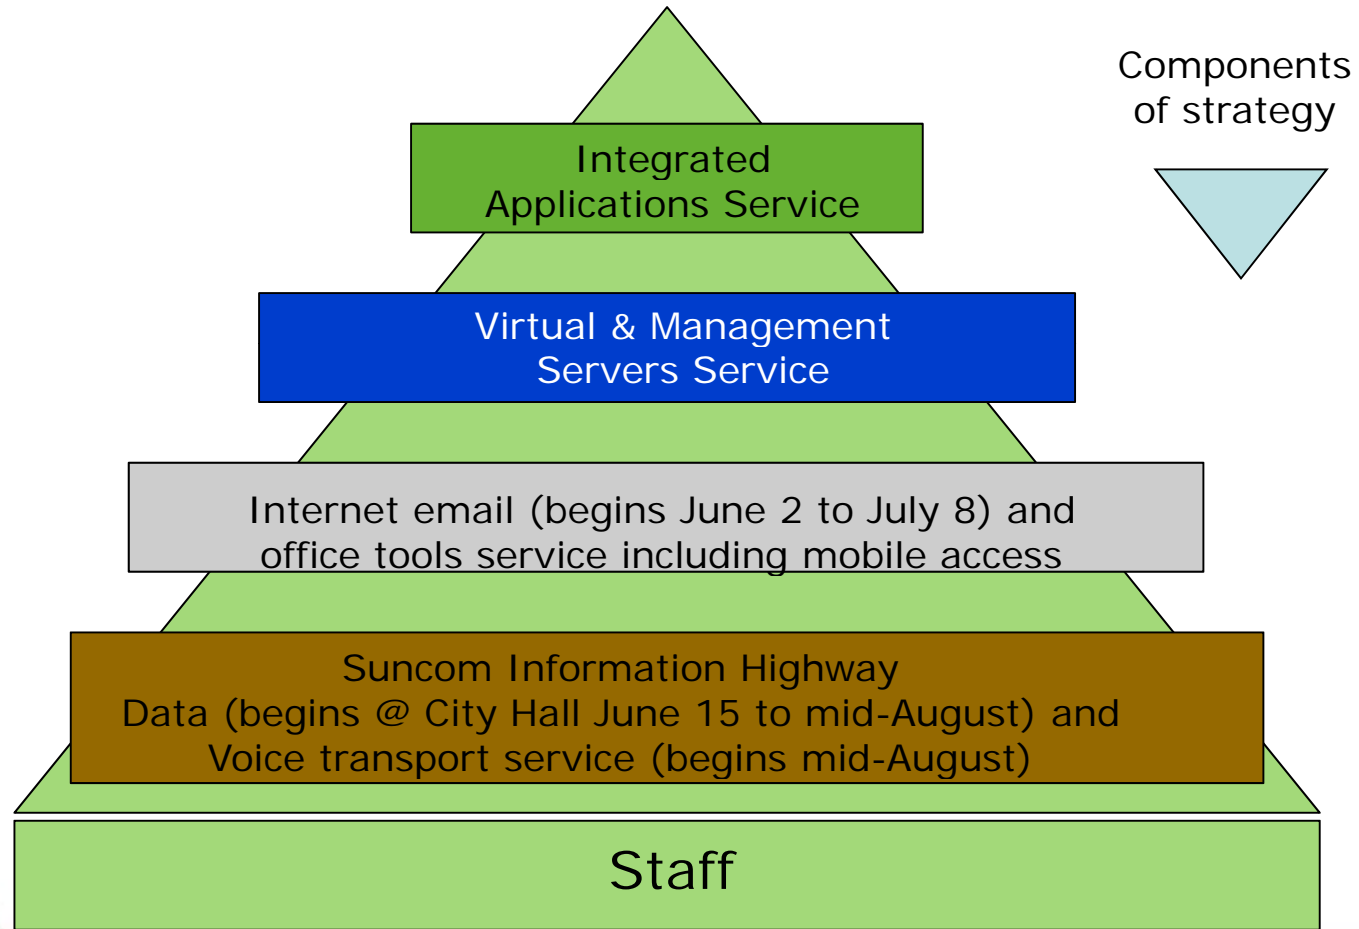 Components
of strategy
Integrated
Applications Service
Virtual & Management
Servers Service
Internet email (begins June 2 to July 8) and
office tools service including mobile access
Suncom Information Highway
Data (begins @ City Hall June 15 to mid-August) and
Voice transport service (begins mid-August)
Staff